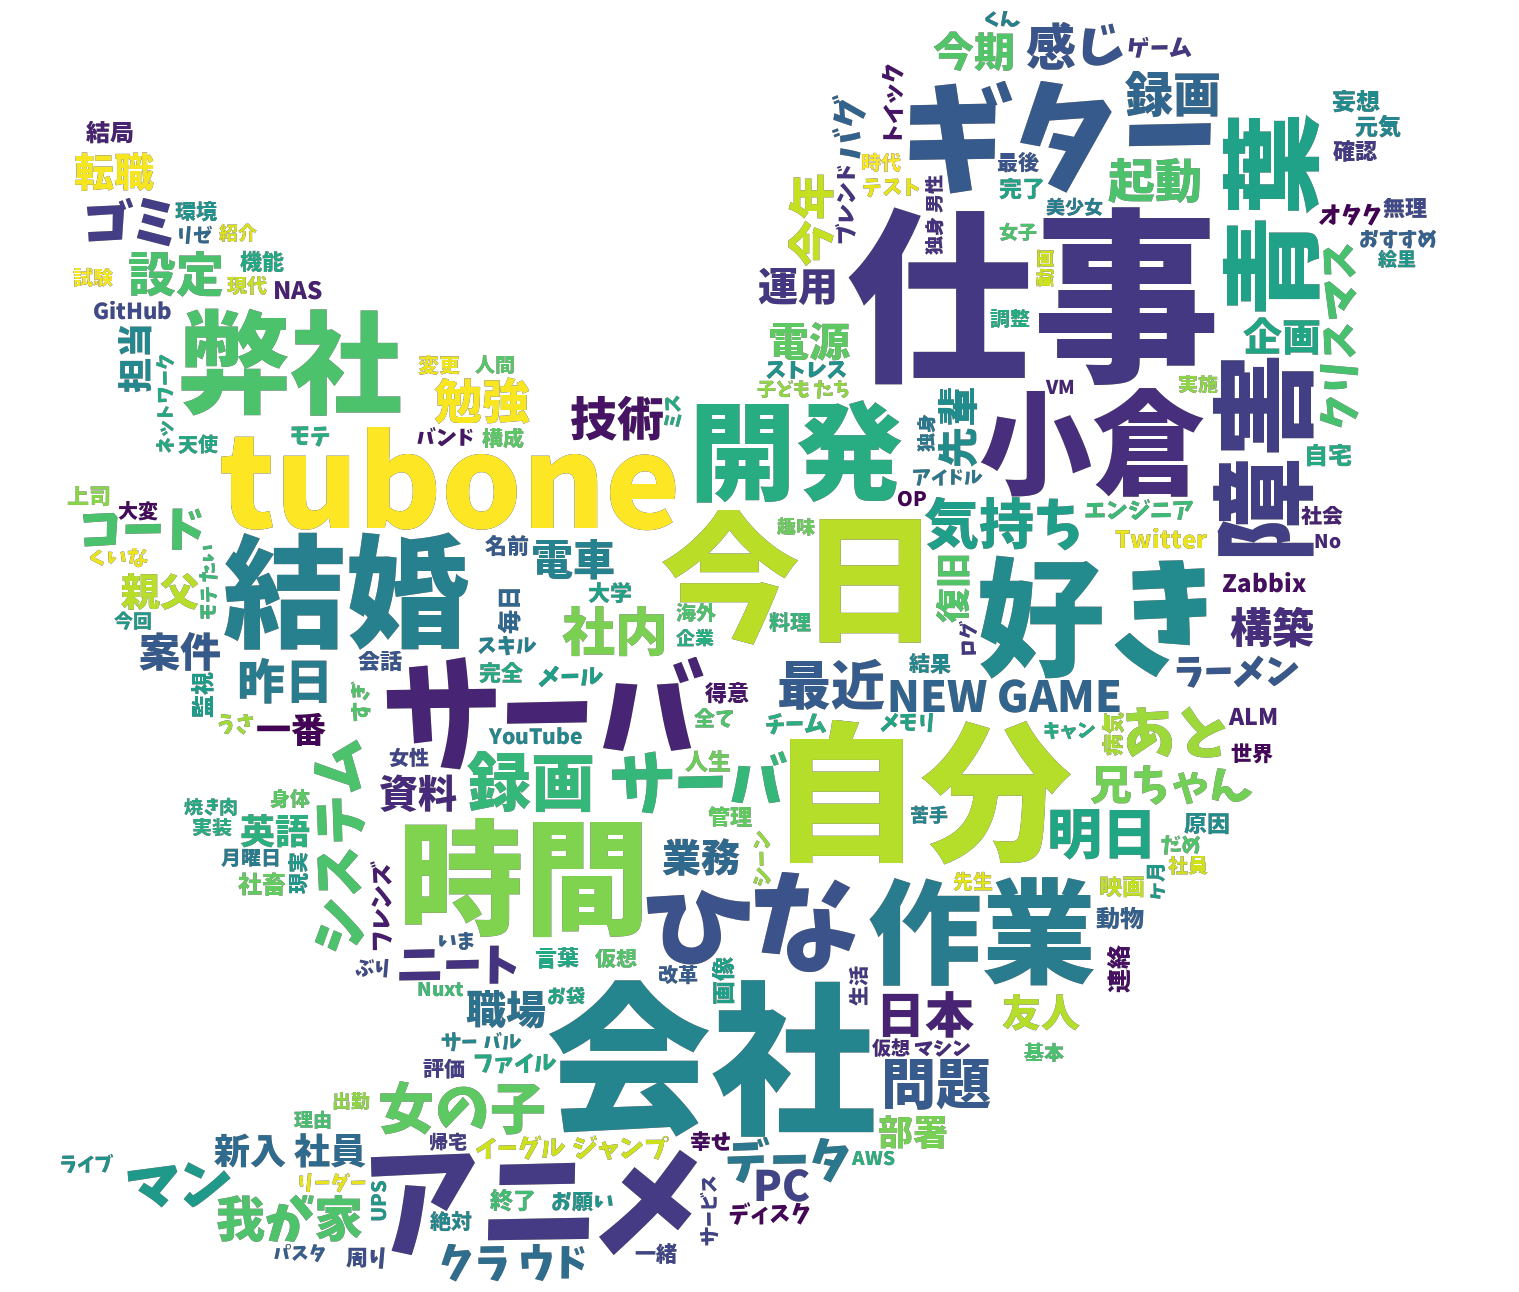 くん
今期
感じ
ゲーム
トイック
バグ
ギター
録画
妄想
元気
確認
結局
転職
ゴミ
環境
リゼ
紹介
時代
テスト
最後
完了
起動
青葉
今年
ブレンド
独身 男性
美少女
女子
オタク
無理
おすすめ
絵里
クリスマス
設定
機能
試験
現代
NAS
GitHub
運用
仕事
動画
調整
企画
担当
弊社
電源
ストレス
子どもたち
VM
実施
障害
変更
人間
勉強
ネットワーク
天使
モテ
バンド
構成
技術
ミス
開発
独身
先輩
小倉
アイドル
OP
自宅
tubone
上司
大変
コード
くいな
モテたい
親父
今回
結婚
名前
電車
趣味
今日
気持ち
エンジニア
Twitter
社会
No
復旧
好き
Zabbix
構築
大学
毎日
社内
海外
企業
料理
ログ
案件
昨日
監視
会話
スキル
完全
メール
サーバー
得意
最近
結果
NEW GAME
ラーメン
すぎ
うさ
一番
YouTube
全て
チーム
メモリ
キャン
病気
あと
ALM
世界
女性
システム
資料
録画 サーバ
人生
管理
自分
苦手
兄ちゃん
明日
原因
だめ
社員
焼き肉
身体
実装
英語
月曜日
社畜
現実
フレンズ
時間
業務
シーン
ひな
先生
作業
映画
ヶ月
動物
いま
ぶり
ニート
言葉
仮想
改革
画像
生活
連絡
Nuxt
お袋
職場
会社
日本
友人
サー バル
仮想 マシン
基本
評価
ファイル
問題
出勤
女の子
理由
部署
新入 社員
帰宅
イーグル ジャンプ
幸せ
データ
AWS
ライブ
マン
リーダー
アニメ
PC
我が家
UPS
終了
お願い
絶対
サービス
ディスク
パスタ
周り
クラウド
一緒